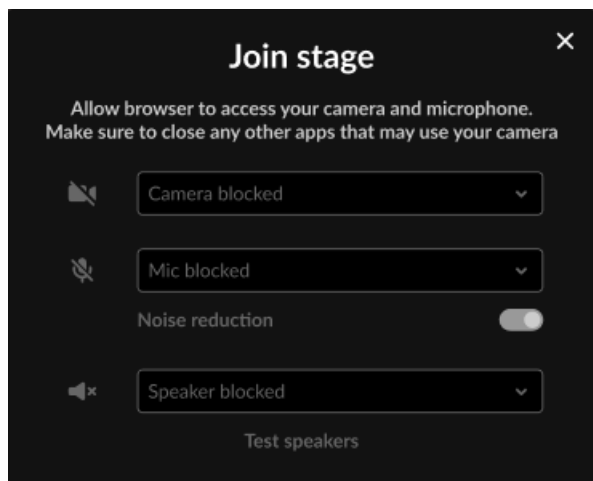 Join stage
Allow browser to access your camera and microphone.
Make sure to close any other apps that may use your camera
Camera blocked
Mic blocked
Noise reduction
Speaker blocked
Test speakers